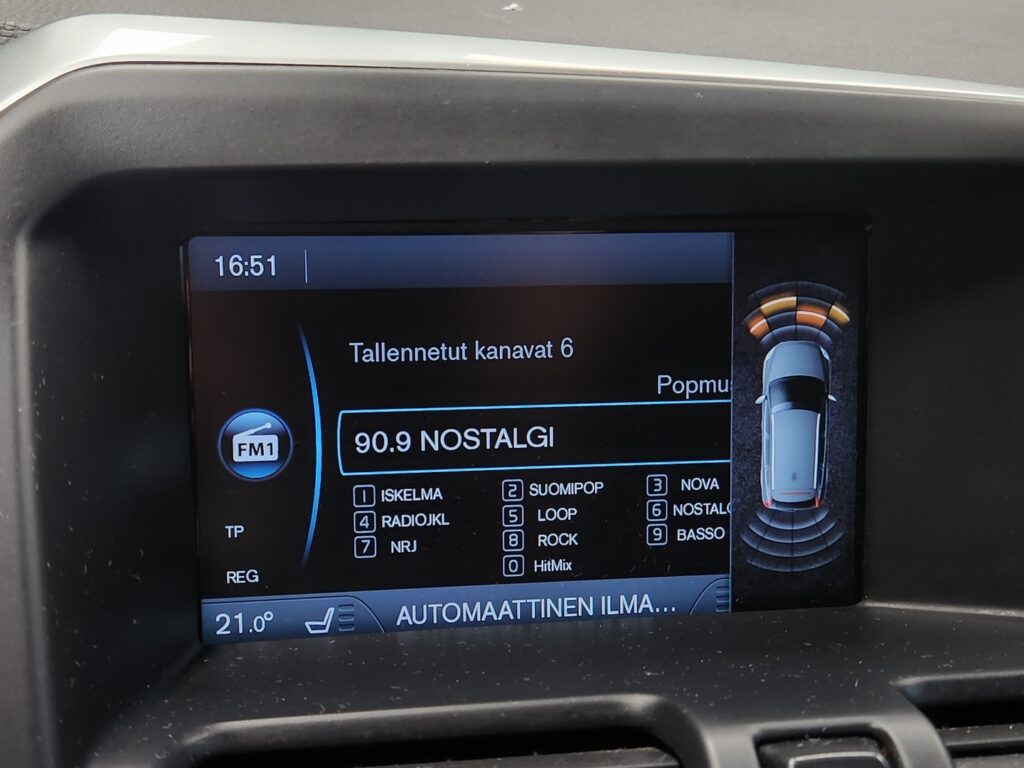 16:51
Tallennetut kanavat 6
Popmu
90.9 NOSTALGI
FM1
1 ISKELMA 2 SUOMIPOP 3 NOVA
4 RADIOJKL 5 LOOP 6 NOSTALG
7 NRJ 8 ROCK 9 BASSO
0 HitMix
TP
REG
21.0° AUTOMAATTINEN ILMA...